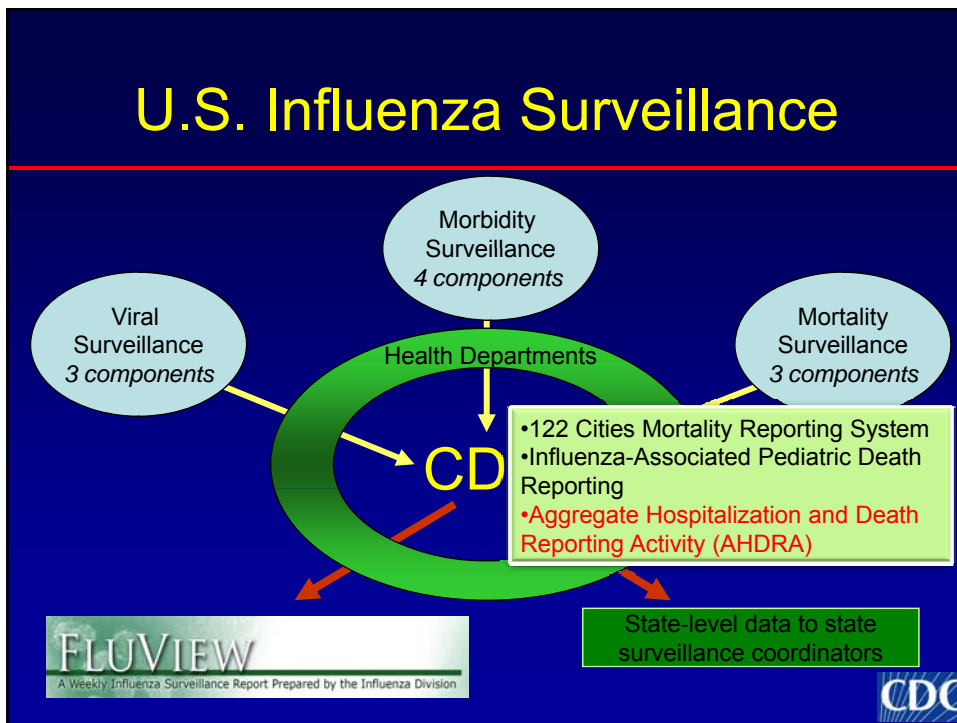 U.S. Influenza Surveillance
Morbidity
Surveillance
4 components
Viral
Surveillance
3 components
Mortality
Surveillance
3 components
Health Departments
CD
•122 Cities Mortality Reporting System
•Influenza-Associated Pediatric Death
Reporting
•Aggregate Hospitalization and Death
Reporting Activity (AHDRA)
FLUVIEW
A Weekly Influenza Surveillance Report Prepared by the Influenza Division
State-level data to state
surveillance coordinators
CDC